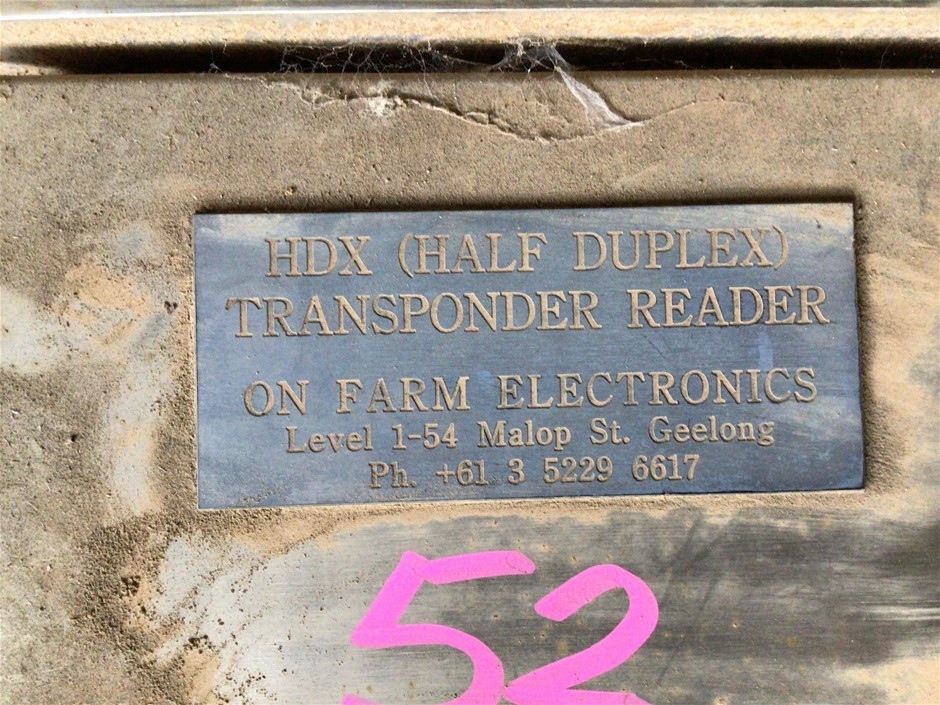 HDX (HALF DUPLEX)
TRANSPONDER READER
ON FARM ELECTRONICS
Level 1-54 Malop St. Geelong
Ph. +61 3 5229 6617
52